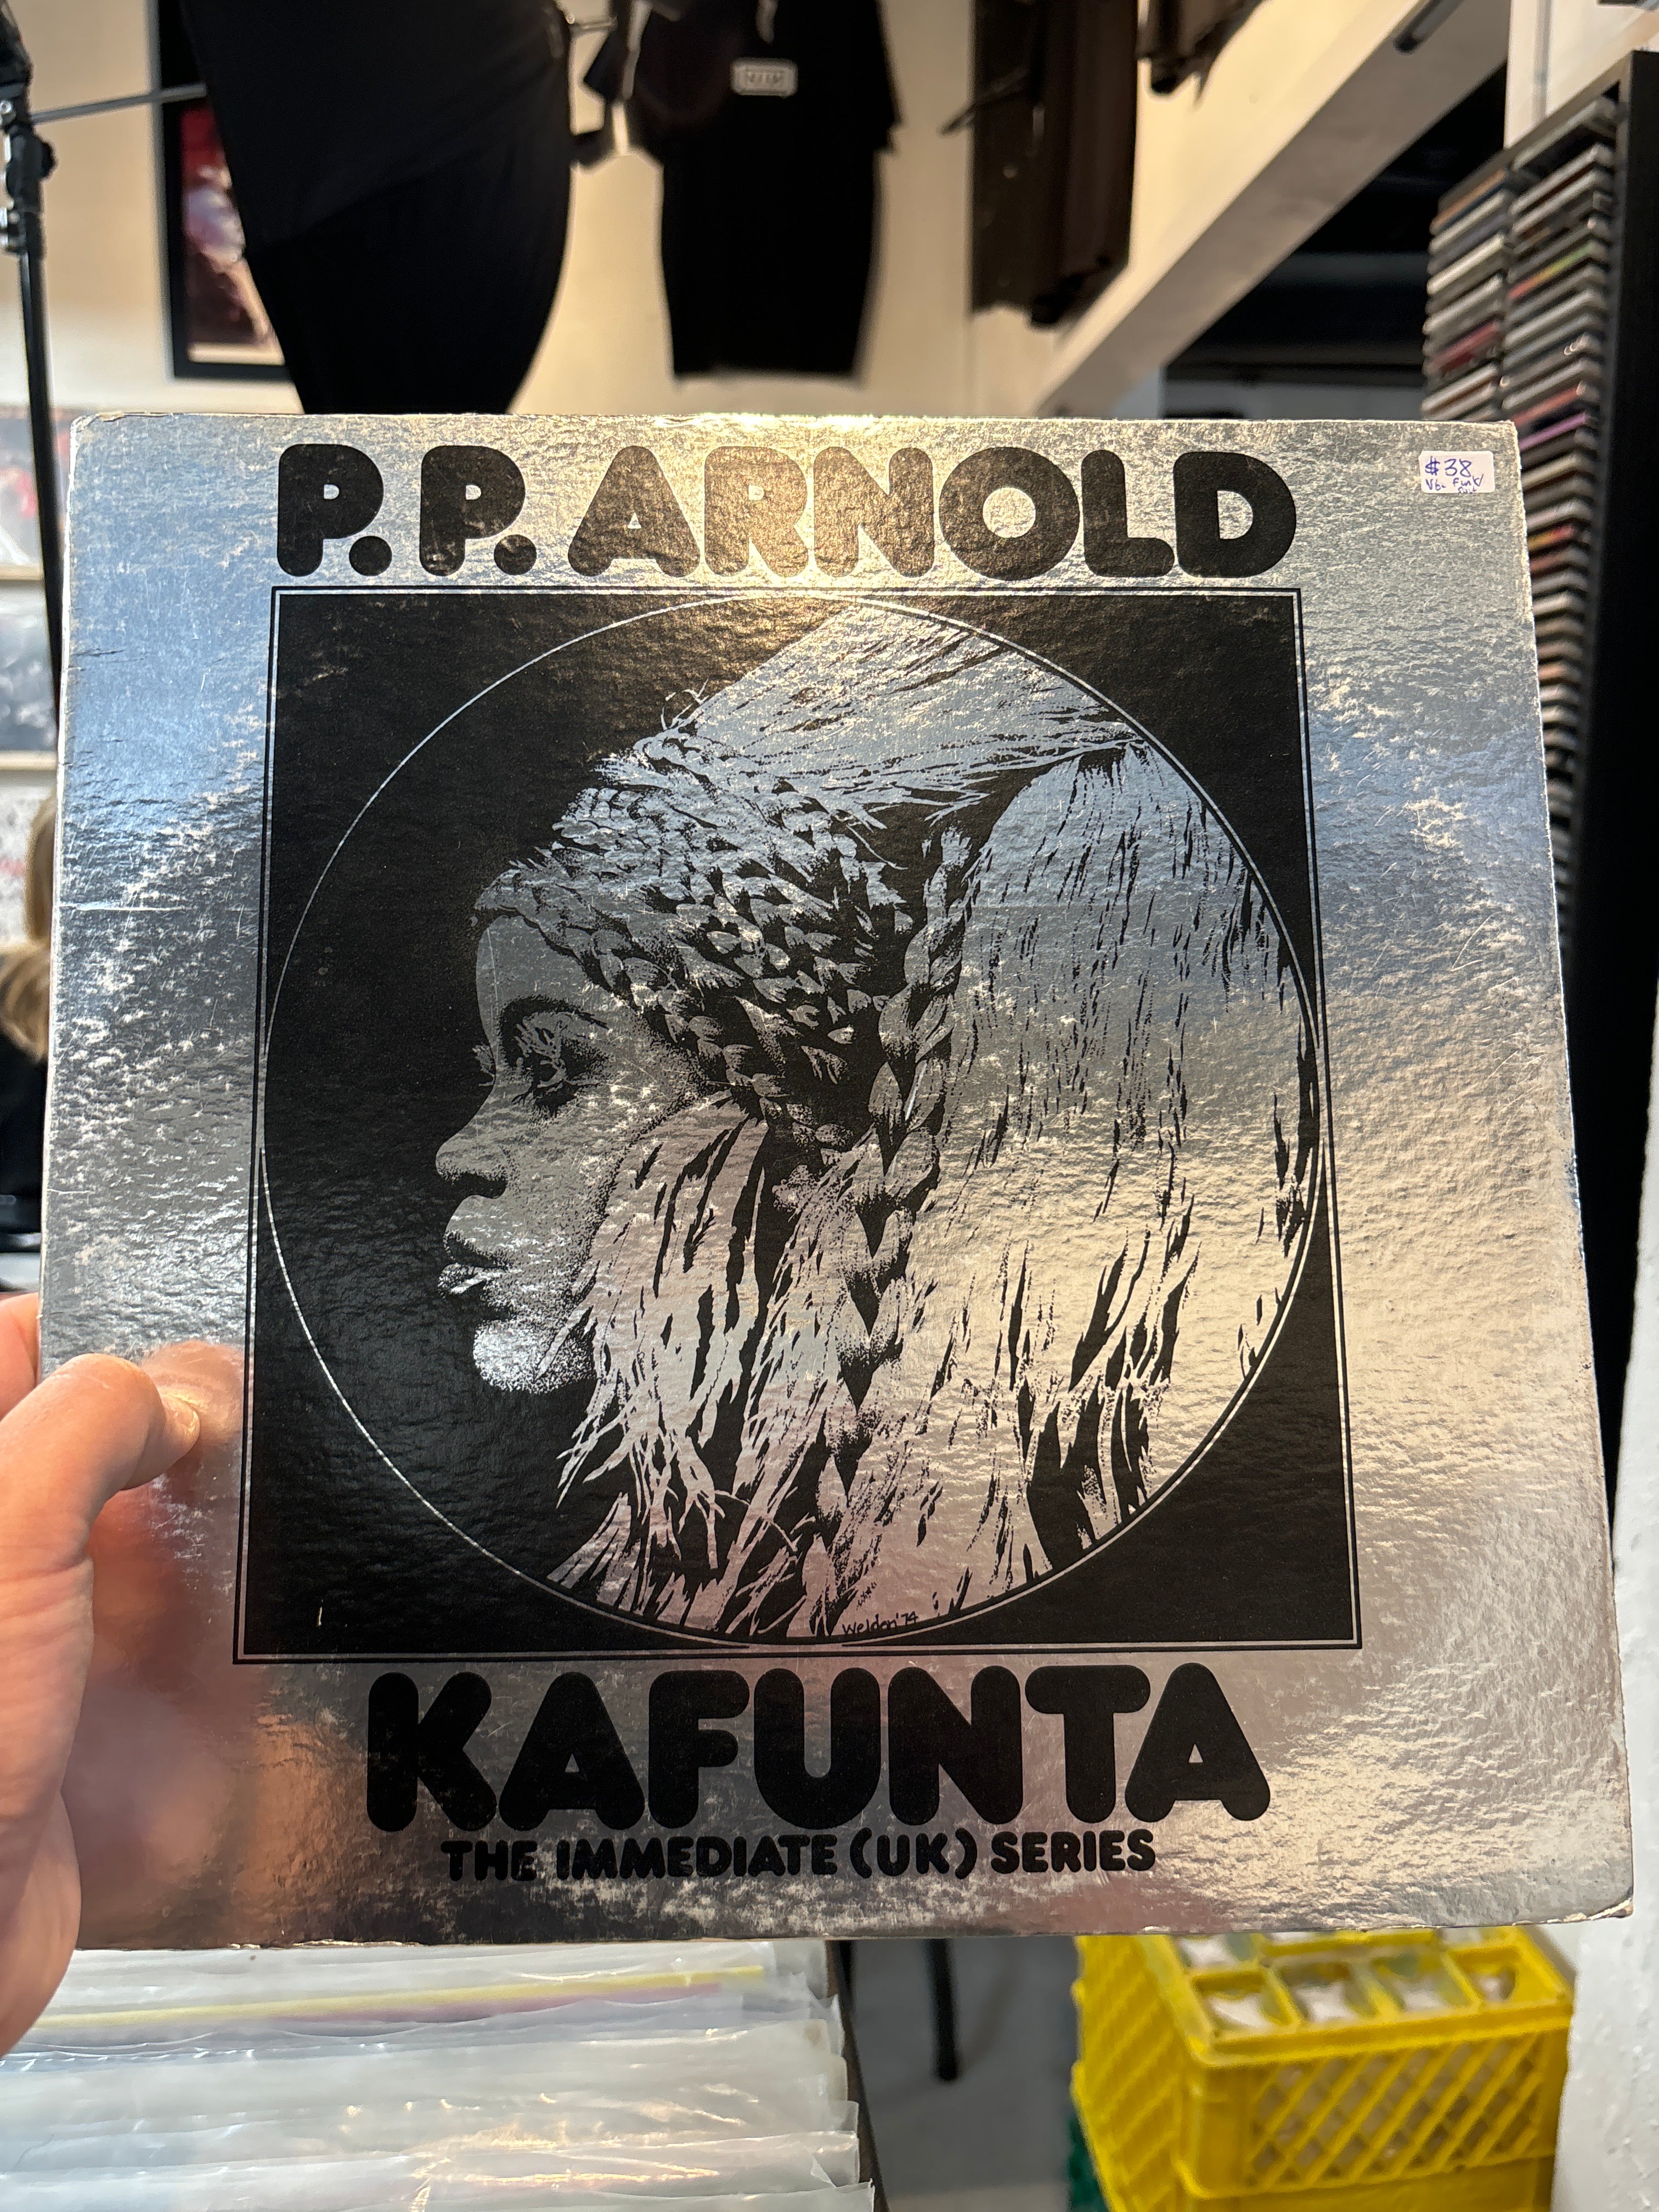 P.P. ARNOLD
$38
Weldon '74
KAFUNTA
THE IMMEDIATE (UK) SERIES